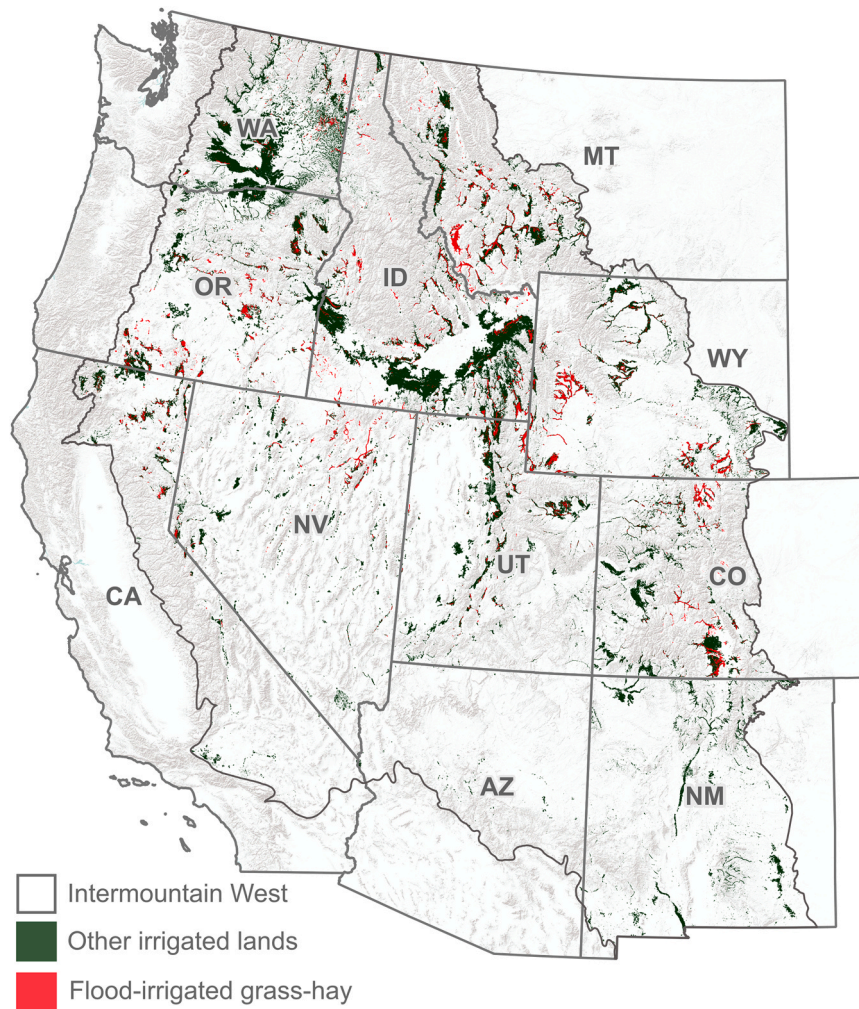 WA
MT
OR
ID
WY
NV
UT
CO
CA
AZ
NM
Intermountain West
Other irrigated lands
Flood-irrigated grass-hay